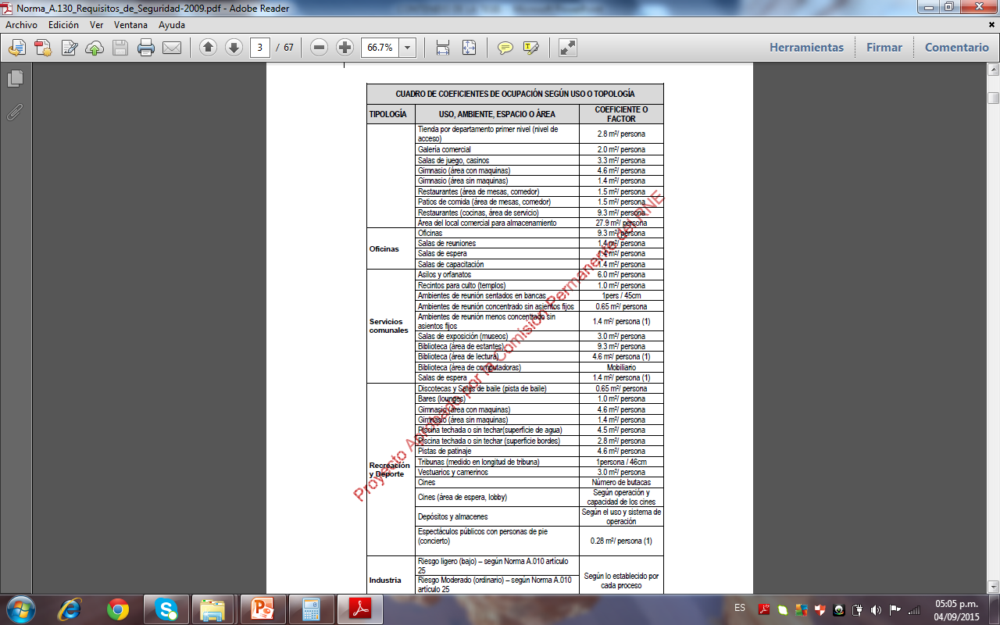 Norma_A.130_Requisitos_de_Seguridad-2009.pdf - Adobe Reader
Archivo Edición Ver Ventana Ayuda
3 / 67 66.7% Herramientas Firmar Comentario
CUADRO DE COEFICIENTES DE OCUPACIÓN SEGÚN USO O TOPOLOGÍA
TIPOLOGÍA USO, AMBIENTE, ESPACIO O ÁREA COEFICIENTE O
FACTOR
Tienda por departamento primer nivel (nivel de
acceso) 2.8 m²/ persona
Galería comercial 2.0 m²/ persona
Salas de juego, casinos 3.3 m²/ persona
Gimnasio (área con maquinas) 4.6 m²/ persona
Gimnasio (área sin maquinas) 1.4 m²/ persona
Restaurantes (área de mesas, comedor) 1.5 m²/ persona
Patios de comida (área de mesas, comedor) 1.5 m²/ persona
Restaurantes (cocinas, área de servicio) 9.3 m²/ persona
Area del local comercial para almacenamiento 27.9 m²/ persona
Oficinas
Oficinas 9.3 m²/ persona
Salas de reuniones 1.4 m²/ persona
Salas de espera 1.4 m²/ persona
Salas de capacitación 1.4 m²/ persona
Servicios
comunales
Asilos y orfanatos 6.0 m²/ persona
Recintos para culto (templos) 1.0 m²/ persona
Ambientes de reunión sentados en bancas 1pers / 45cm
Ambientes de reunión concentrado sin asientos fijos 0.65 m²/ persona
Ambientes de reunión menos concentrado sin
asientos fijos 1.4 m²/ persona (1)
Salas de exposición (museos) 3.0 m²/ persona
Biblioteca (área de estantes) 9.3 m²/ persona
Biblioteca (área de lectura) 4.6 m²/ persona (1)
Biblioteca (área de computadoras) Mobiliario
Salas de espera 1.4 m²/ persona (1)
Recreación
y Deporte
Discotecas y Salas de baile (pista de baile) 0.65 m²/ persona
Bares (lounges) 1.0 m²/ persona
Gimnasio (área con maquinas) 4.6 m²/ persona
Gimnasio (área sin maquinas) 1.4 m²/ persona
Piscina techada o sin techar(superficie de agua) 4.5 m²/ persona
Piscina techada o sin techar (superficie bordes) 2.8 m²/ persona
Pistas de patinaje 4.6 m²/ persona
Tribunas (medido en longitud de tribuna) 1persona / 46cm
Vestuarios y camerinos 3.0 m²/ persona
Cines Número de butacas
Cines (área de espera, lobby) Según operación y
capacidad de los cines
Depósitos y almacenes Según el uso y sistema de
operación
Espectáculos públicos con personas de pie
(concierto) 0.28 m²/ persona (1)
Industria
Riesgo ligero (bajo) – según Norma A.010 artículo
25
Riesgo Moderado (ordinario) – según Norma A.010
artículo 25
Según lo establecido por
cada proceso
Proyecto Aprobado por la Comisión Permanente del RNE
ES 05:05 p.m.
04/09/2015